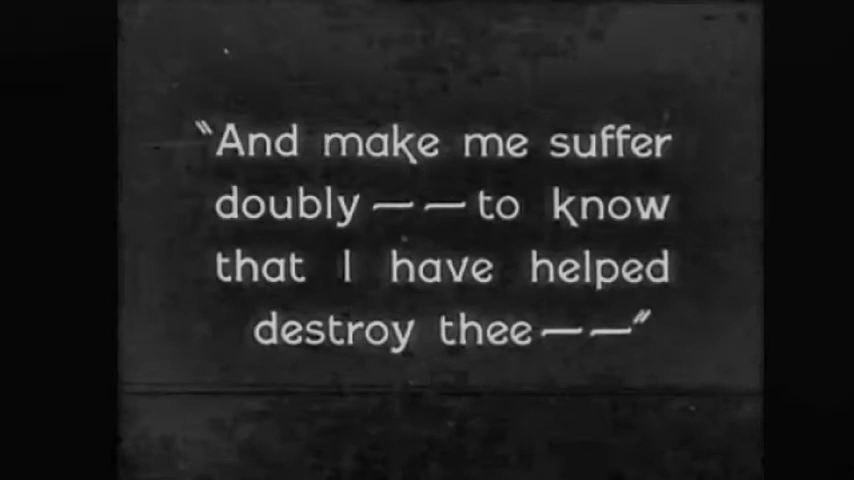 "And make me suffer
doubly — — to know
that I have helped
destroy thee — —"